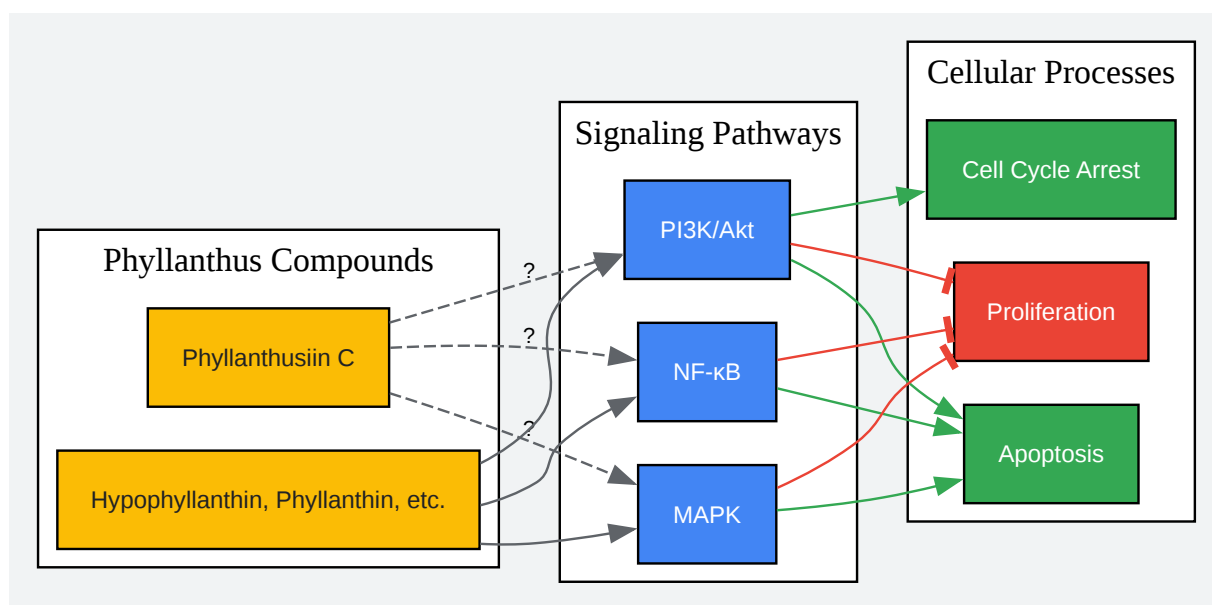 Phyllanthus Compounds
Phyllanthusiin C
Hypophyllanthin, Phyllanthin, etc.
?
?
?
Signaling Pathways
PI3K/Akt
NF-κB
MAPK
Cellular Processes
Cell Cycle Arrest
Proliferation
Apoptosis